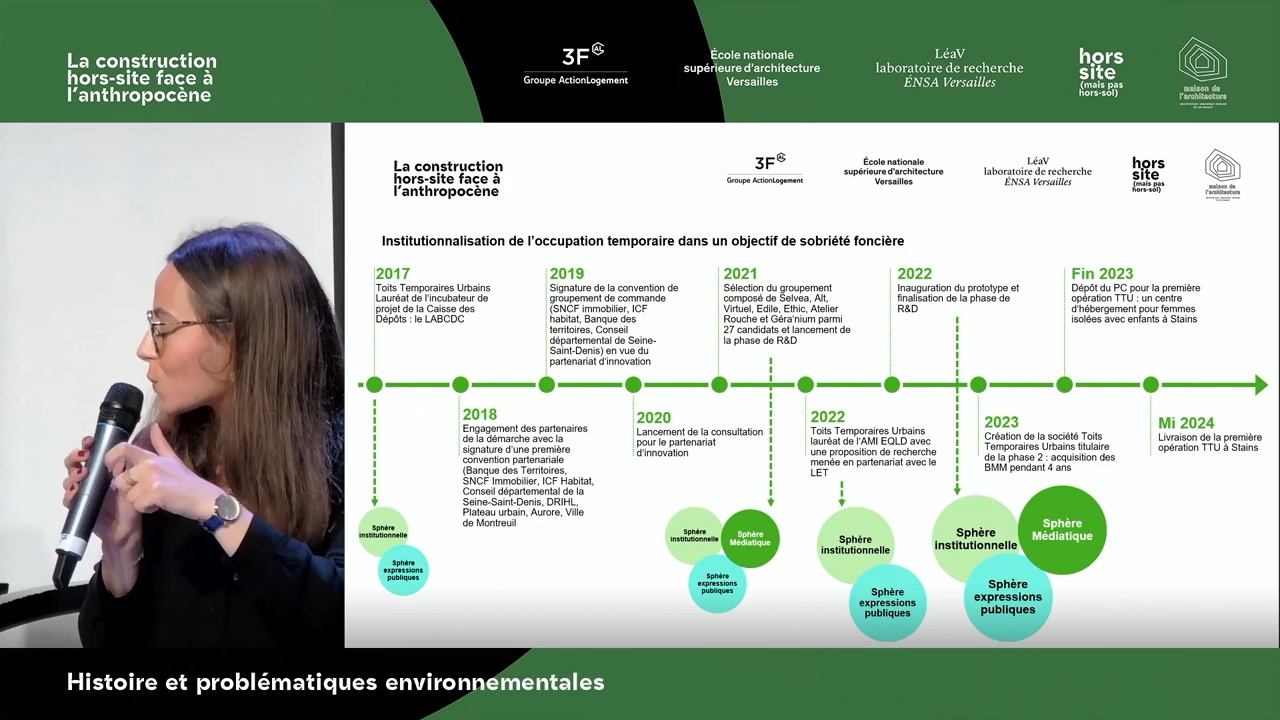 La construction
hors-site face à
l'anthropocène
3F AL
Groupe ActionLogement
École nationale
supérieure d'architecture
Versailles
LéaV
laboratoire de recherche
ÉNSA Versailles
hors
site
(mais pas
hors-sol)
maison de
l'architecture
La construction
hors-site face à
l'anthropocène
3F AL
Groupe ActionLogement
École nationale
supérieure d'architecture
Versailles
LéaV
laboratoire de recherche
ÉNSA Versailles
hors
site
(mais pas
hors-sol)
maison de
l'architecture
Institutionnalisation de l'occupation temporaire dans un objectif de sobriété foncière
2017
Toits Temporaires Urbains
Lauréat de l'incubateur de
projet de la Caisse des
Dépôts : le LABCDC
2019
Signature de la convention de
groupement de commande
(SNCF immobilier, ICF
habitat, Banque des
territoires, Conseil
départemental de Seine-
Saint-Denis) en vue du
partenariat d'innovation
2021
Sélection du groupement
composé de Selvea, Alt,
Virtuel, Edile, Ethic, Atelier
Rouche et Géra'nium parmi
27 candidats et lancement de
la phase de R&D
2022
Inauguration du prototype et
finalisation de la phase de
R&D
Fin 2023
Dépôt du PC pour la première
opération TTU : un centre
d'hébergement pour femmes
isolées avec enfants à Stains
2018
Engagement des partenaires
de la démarche avec la
signature d'une première
convention partenariale
(Banque des Territoires,
SNCF Immobilier, ICF Habitat,
Conseil départemental de la
Seine-Saint-Denis, DRIHL,
Plateau urbain, Aurore, Ville
de Montreuil
2020
Lancement de la consultation
pour le partenariat
d'innovation
2022
Toits Temporaires Urbains
lauréat de l'AMI EQLD avec
une proposition de recherche
menée en partenariat avec le
LET
2023
Création de la société Toits
Temporaires Urbains titulaire
de la phase 2 : acquisition des
BMM pendant 4 ans
Mi 2024
Livraison de la première
opération TTU à Stains
Sphère
institutionnelle
Sphère
expressions
publiques
Sphère
institutionnelle
Sphère
Médiatique
Sphère
expressions
publiques
Sphère
institutionnelle
Sphère
expressions
publiques
Sphère
institutionnelle
Sphère
Médiatique
Sphère
expressions
publiques
Histoire et problématiques environnementales